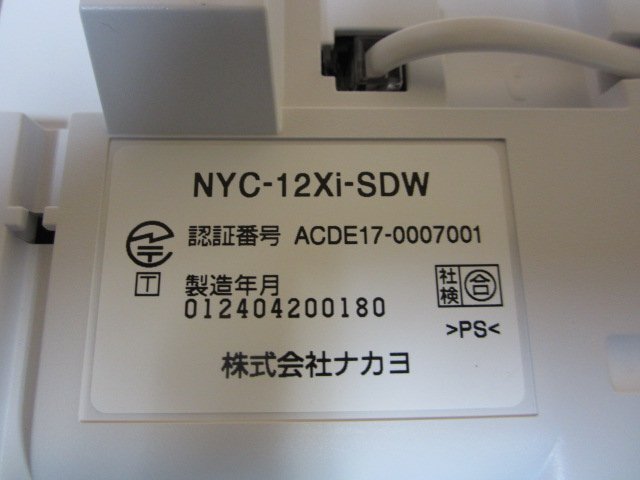 NYC-12Xi-SDW
認証番号 ACDE17-0007001
T
製造年月
012404200180
社検 合
>PS<
株式会社ナカヨ